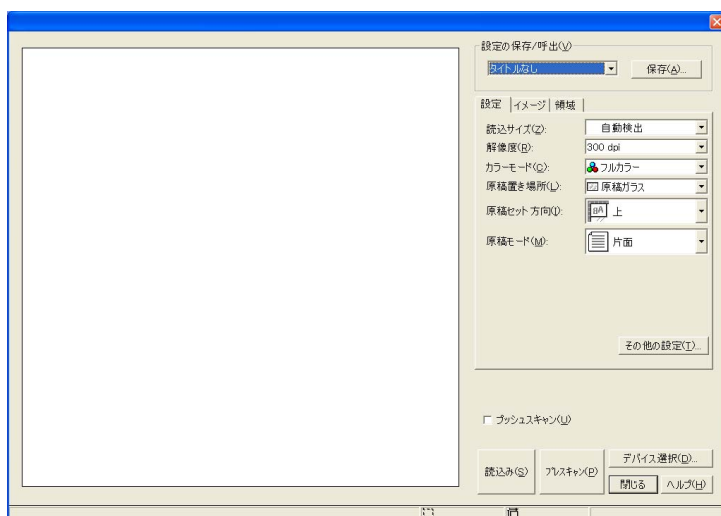 設定の保存/呼出(V)
タイトルなし 保存(A)...
設定 イメージ 領域
読込サイズ(Z): 自動検出
解像度(R): 300 dpi
カラーモード(C): フルカラー
原稿置き場所(L): 原稿ガラス
原稿セット方向(I): 上
原稿モード(M): 片面
その他の設定(T)...
プッシュスキャン(U)
読込み(S) プレスキャン(P) デバイス選択(D)...
閉じる ヘルプ(H)